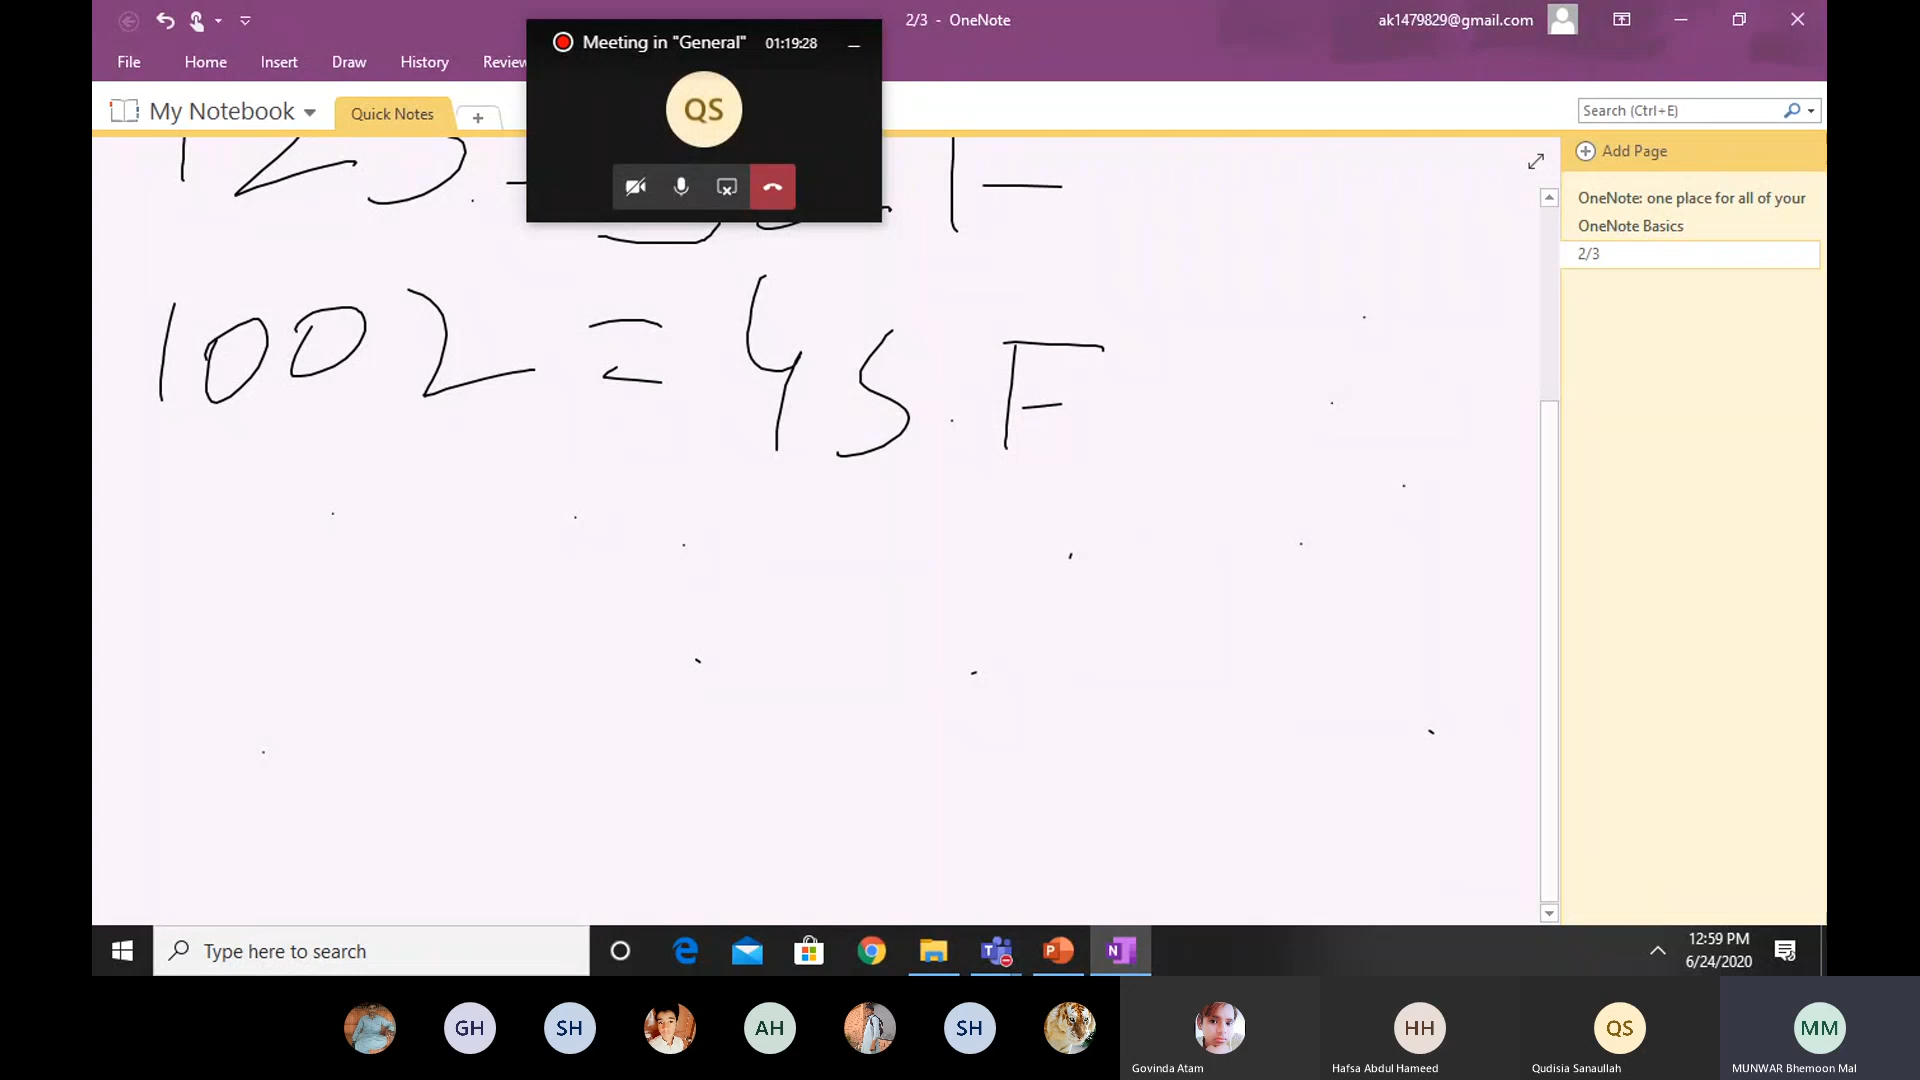 2/3 - OneNote
ak1479829@gmail.com
Meeting in "General" 01:19:28
QS
File Home Insert Draw History
My Notebook
Quick Notes
Search (Ctrl+E)
Add Page
OneNote: one place for all of your
OneNote Basics
2/3
123.
1002 = 4 S.F
Type here to search
12:59 PM
6/24/2020
GH SH AH SH HH QS MM
Govinda Atam Hafsa Abdul Hameed Qudisia Sanaullah MUNWAR Bhemoon Mal